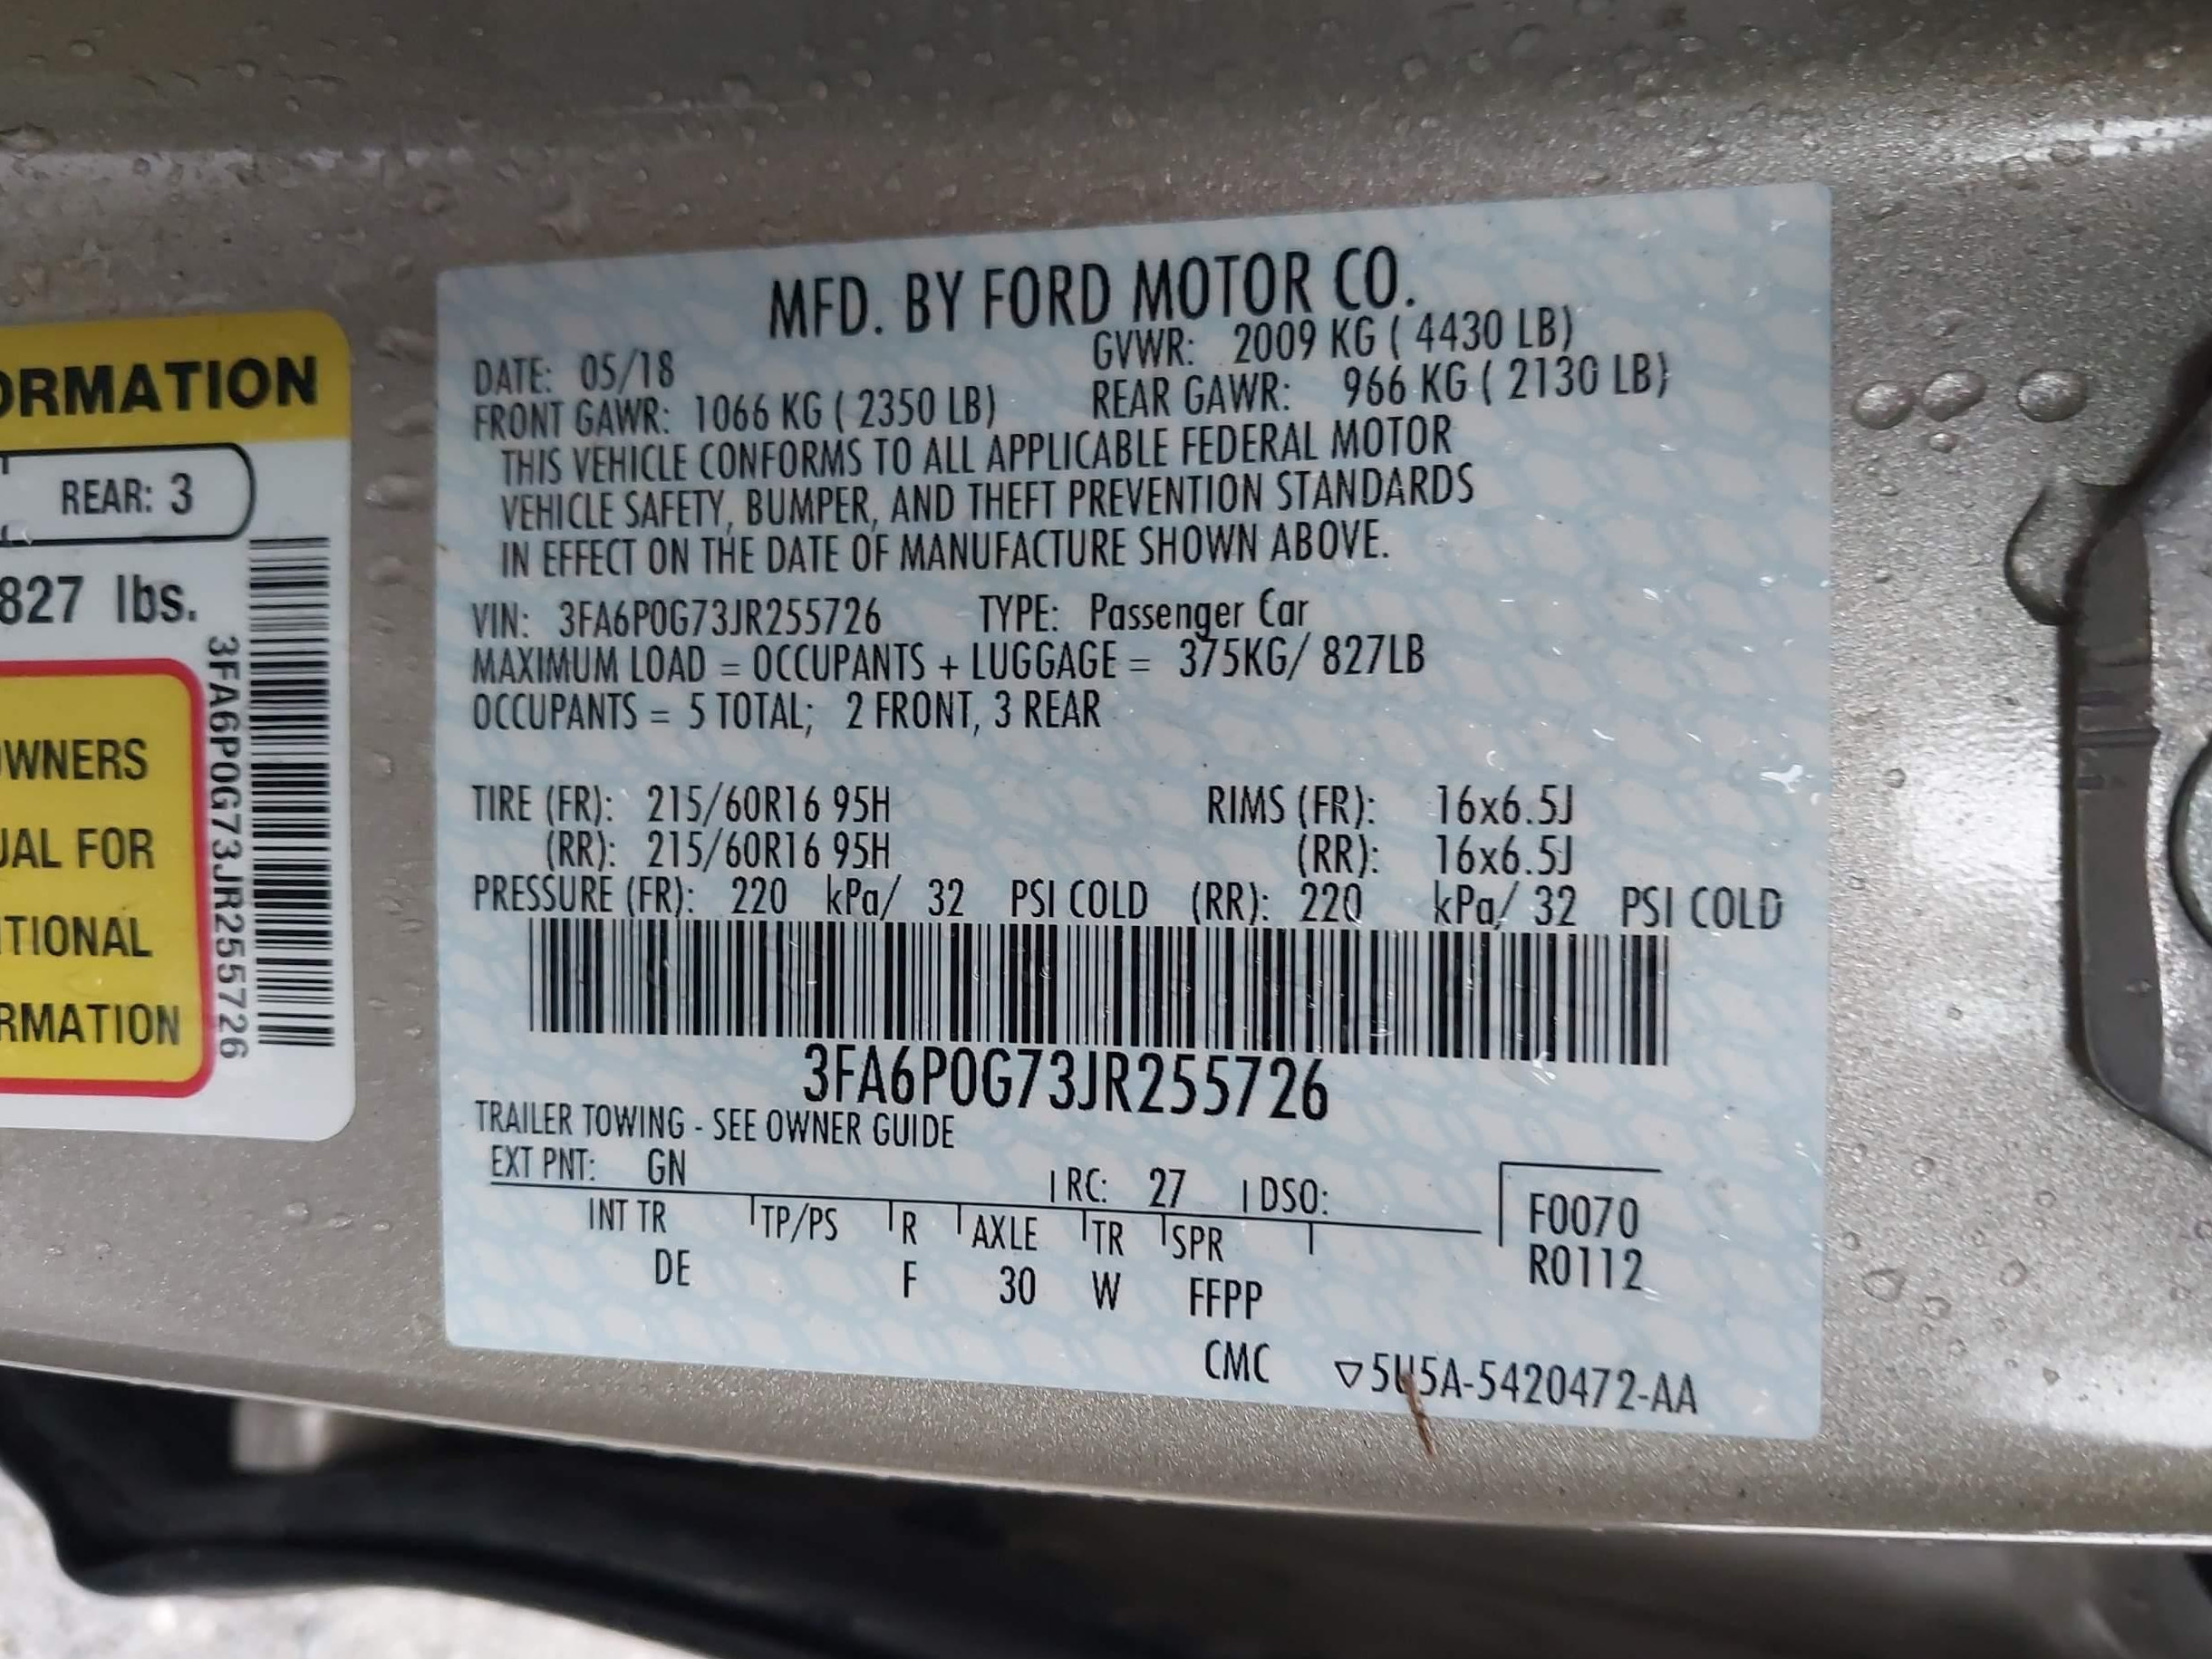 ORMATION
REAR: 3
827 lbs.
3FA6P0G73JR255726
OWNERS
UAL FOR
ITIONAL
RMATION
MFD. BY FORD MOTOR CO.
DATE: 05/18 GVWR: 2009 KG ( 4430 LB)
FRONT GAWR: 1066 KG ( 2350 LB) REAR GAWR: 966 KG ( 2130 LB)
THIS VEHICLE CONFORMS TO ALL APPLICABLE FEDERAL MOTOR
VEHICLE SAFETY, BUMPER, AND THEFT PREVENTION STANDARDS
IN EFFECT ON THE DATE OF MANUFACTURE SHOWN ABOVE.
VIN: 3FA6P0G73JR255726 TYPE: Passenger Car
MAXIMUM LOAD = OCCUPANTS + LUGGAGE = 375KG/ 827LB
OCCUPANTS = 5 TOTAL; 2 FRONT, 3 REAR
TIRE (FR): 215/60R16 95H RIMS (FR): 16x6.5J
(RR): 215/60R16 95H (RR): 16x6.5J
PRESSURE (FR): 220 kPa/ 32 PSI COLD (RR): 220 kPa/ 32 PSI COLD
3FA6P0G73JR255726
TRAILER TOWING - SEE OWNER GUIDE
EXT PNT: GN RC: 27 DSO:
INT TR TP/PS R AXLE TR SPR
DE F 30 W FFPP
F0070
R0112
CMC ▽5U5A-5420472-AA